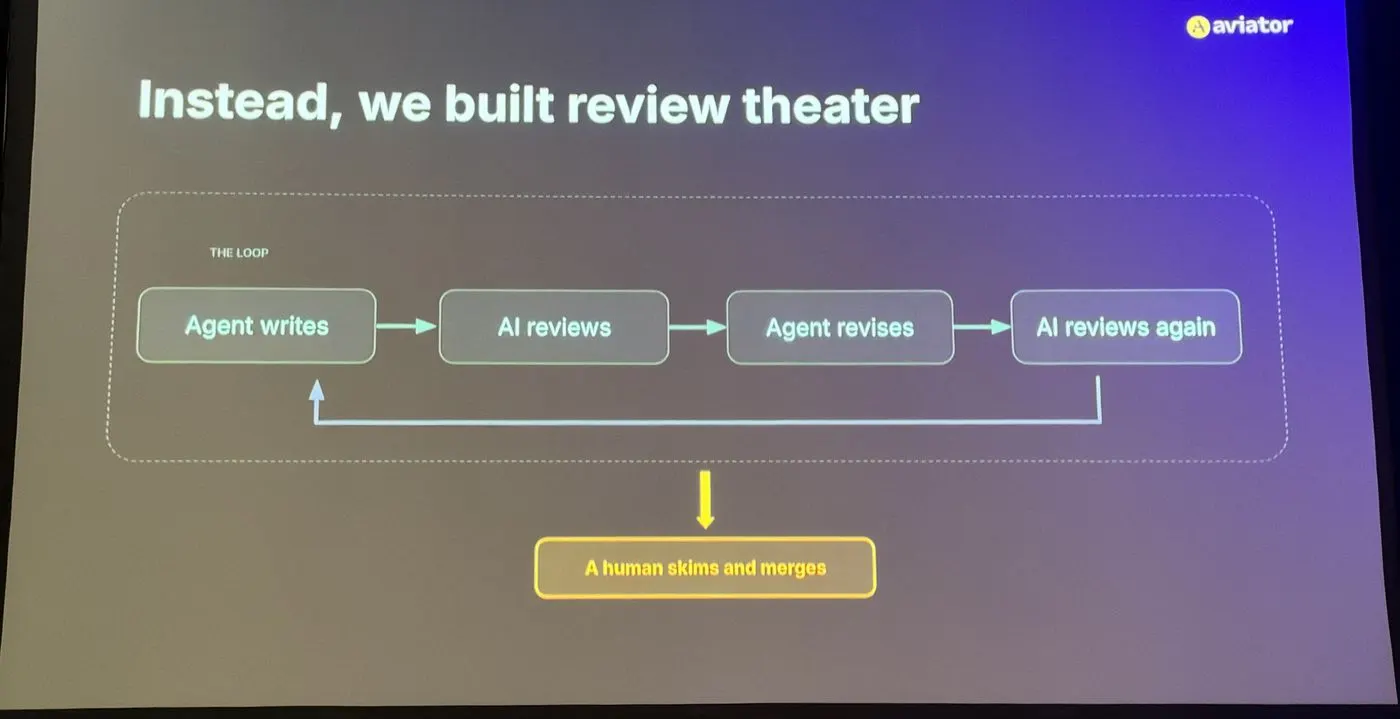 aviator
Instead, we built review theater
THE LOOP
Agent writes
AI reviews
Agent revises
AI reviews again
A human skims and merges